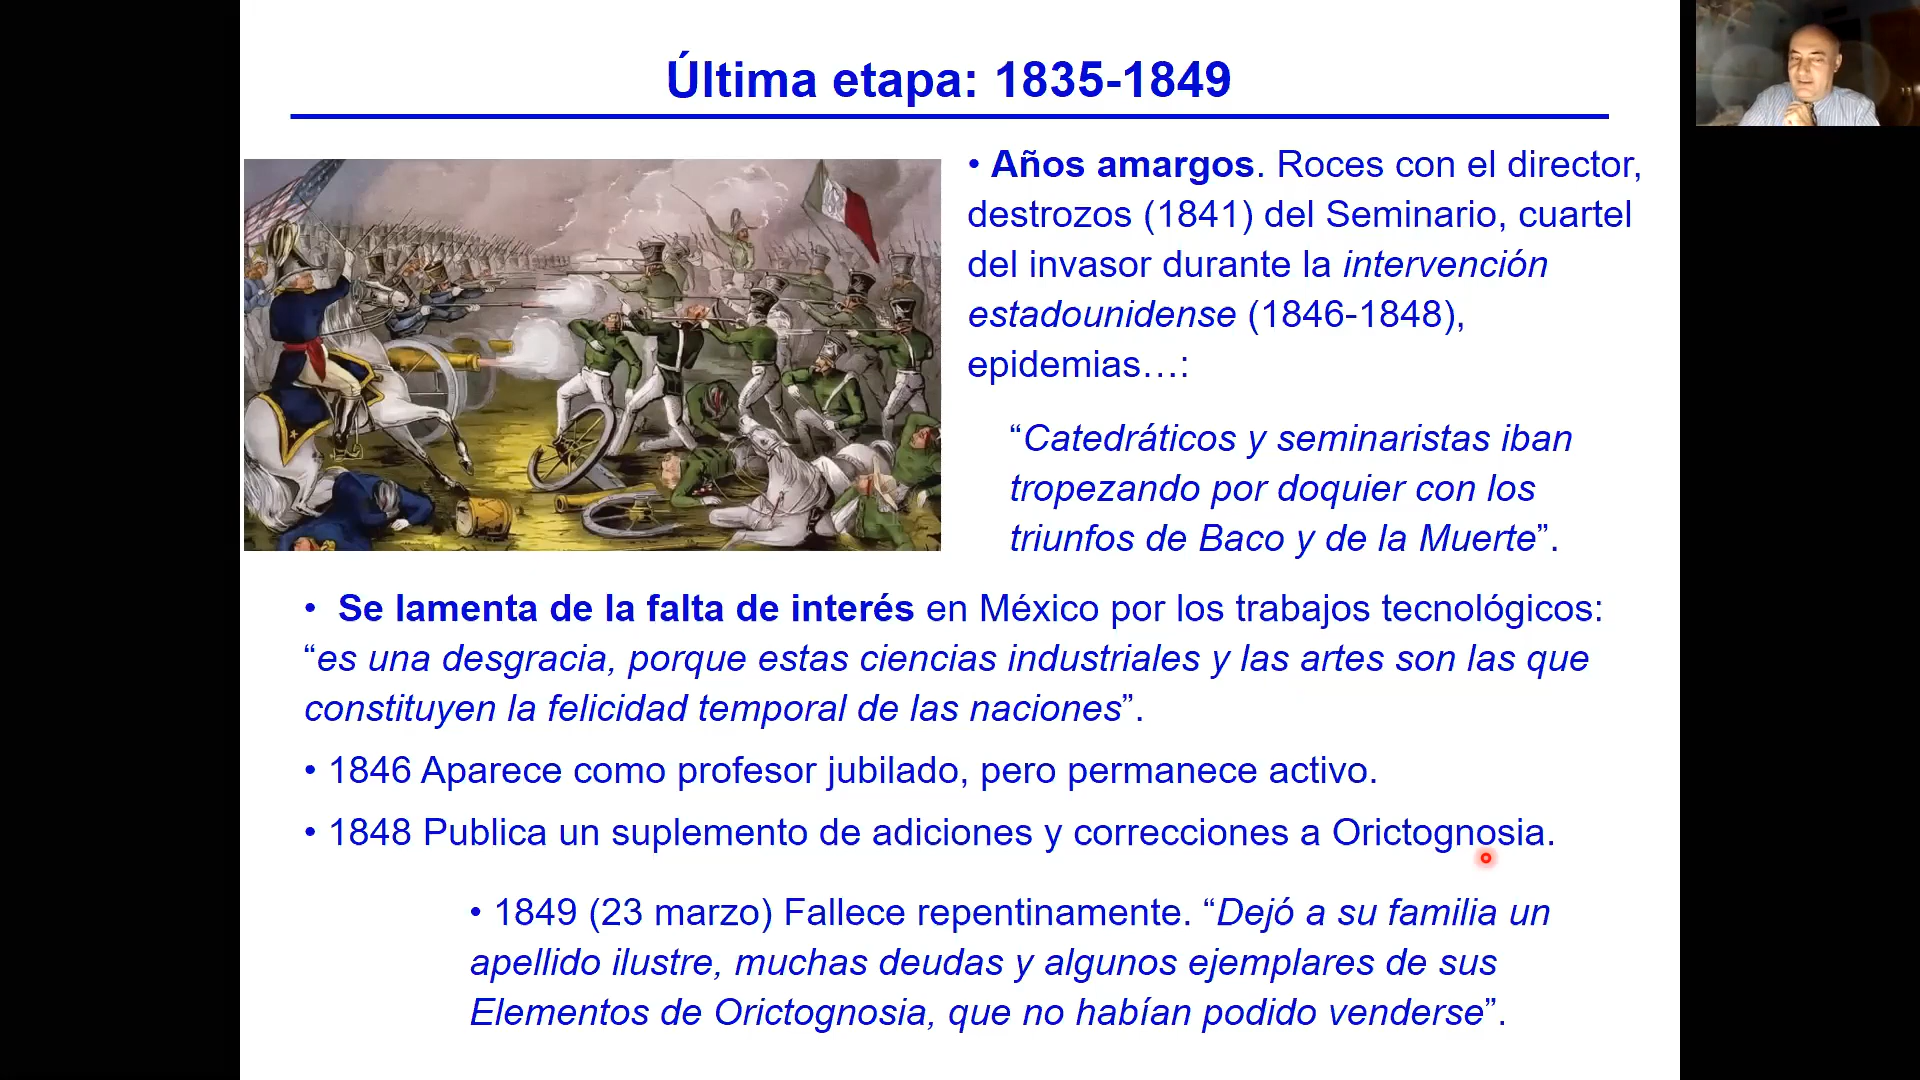 Última etapa: 1835-1849
• Años amargos. Roces con el director,
destrozos (1841) del Seminario, cuartel
del invasor durante la intervención
estadounidense (1846-1848),
epidemias…:
“Catedráticos y seminaristas iban
tropezando por doquier con los
triunfos de Baco y de la Muerte”.
• Se lamenta de la falta de interés en México por los trabajos tecnológicos:
“es una desgracia, porque estas ciencias industriales y las artes son las que
constituyen la felicidad temporal de las naciones”.
• 1846 Aparece como profesor jubilado, pero permanece activo.
• 1848 Publica un suplemento de adiciones y correcciones a Orictognosia.
• 1849 (23 marzo) Fallece repentinamente. “Dejó a su familia un
apellido ilustre, muchas deudas y algunos ejemplares de sus
Elementos de Orictognosia, que no habían podido venderse”.